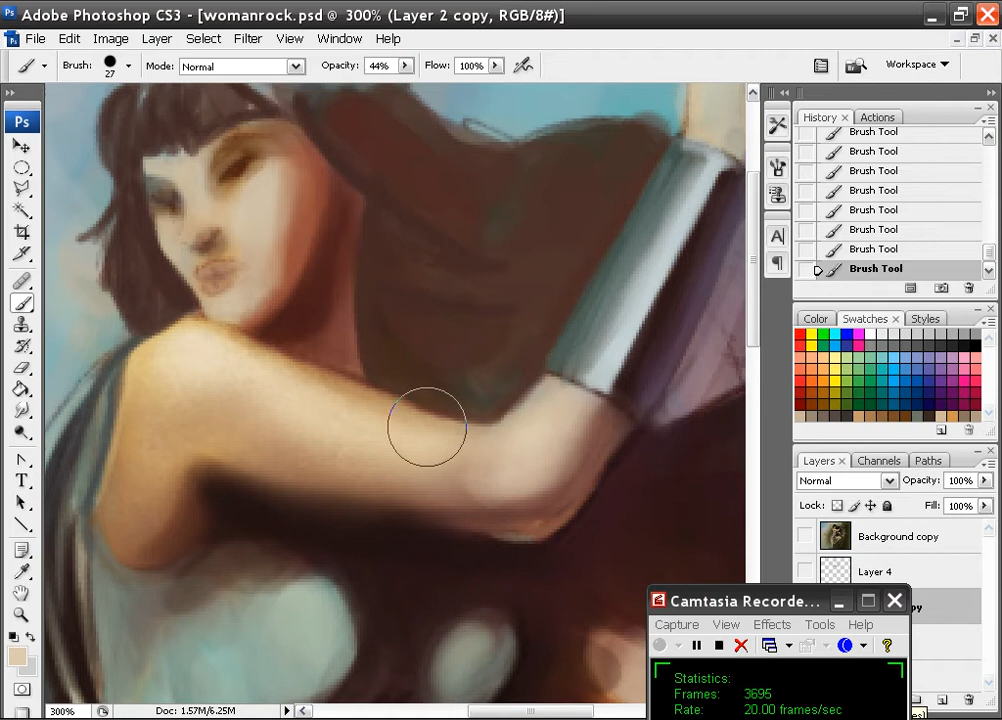 Adobe Photoshop CS3 - [womanrock.psd @ 300% (Layer 2 copy, RGB/8#)]
File Edit Image Layer Select Filter View Window Help
Brush: 27 Mode: Normal Opacity: 44% Flow: 100% Workspace
Ps
History Actions
Brush Tool
Brush Tool
Brush Tool
Brush Tool
Brush Tool
Brush Tool
Brush Tool
Brush Tool
Color Swatches Styles
Layers Channels Paths
Normal Opacity: 100%
Lock: Fill: 100%
Background copy
Layer 4
Camtasia Recorde...
Capture View Effects Tools Help
Statistics:
Frames: 3695
Rate: 20.00 frames/sec
300% Doc: 1.57M/6.25M